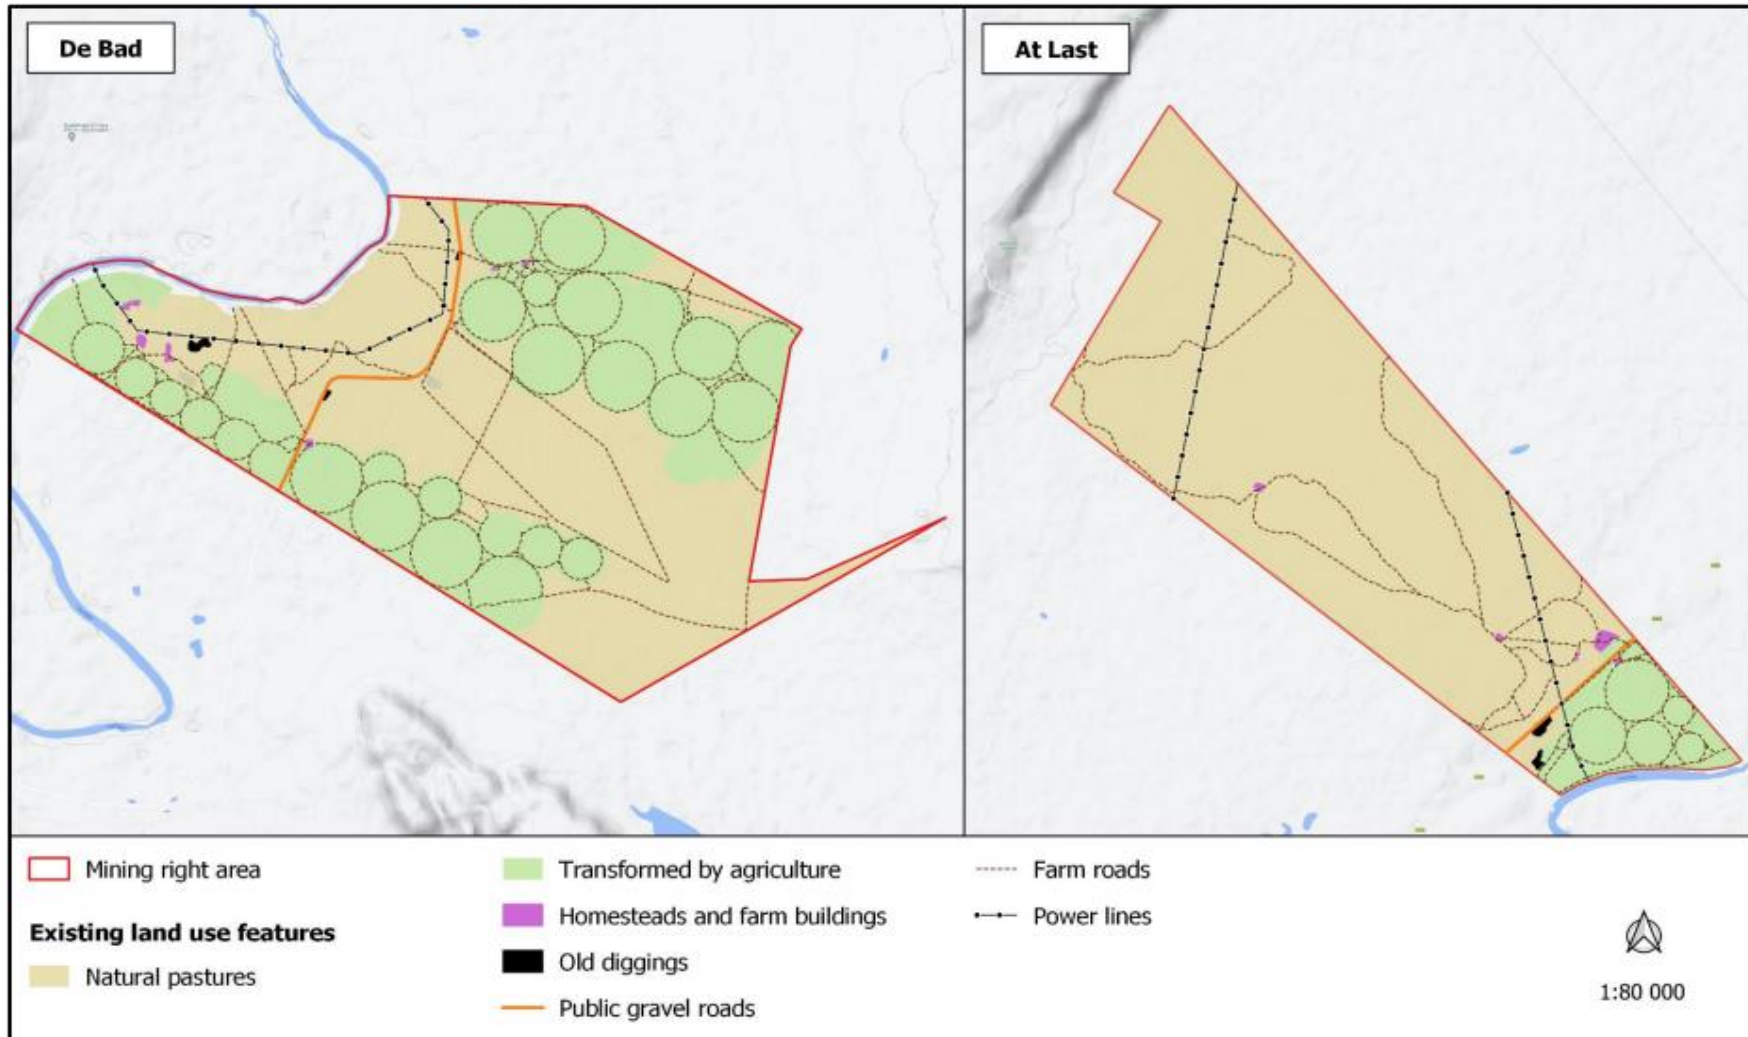 De Bad
At Last
Mining right area
Existing land use features
Natural pastures
Transformed by agriculture
Homesteads and farm buildings
Old diggings
Public gravel roads
Farm roads
Power lines
1:80 000